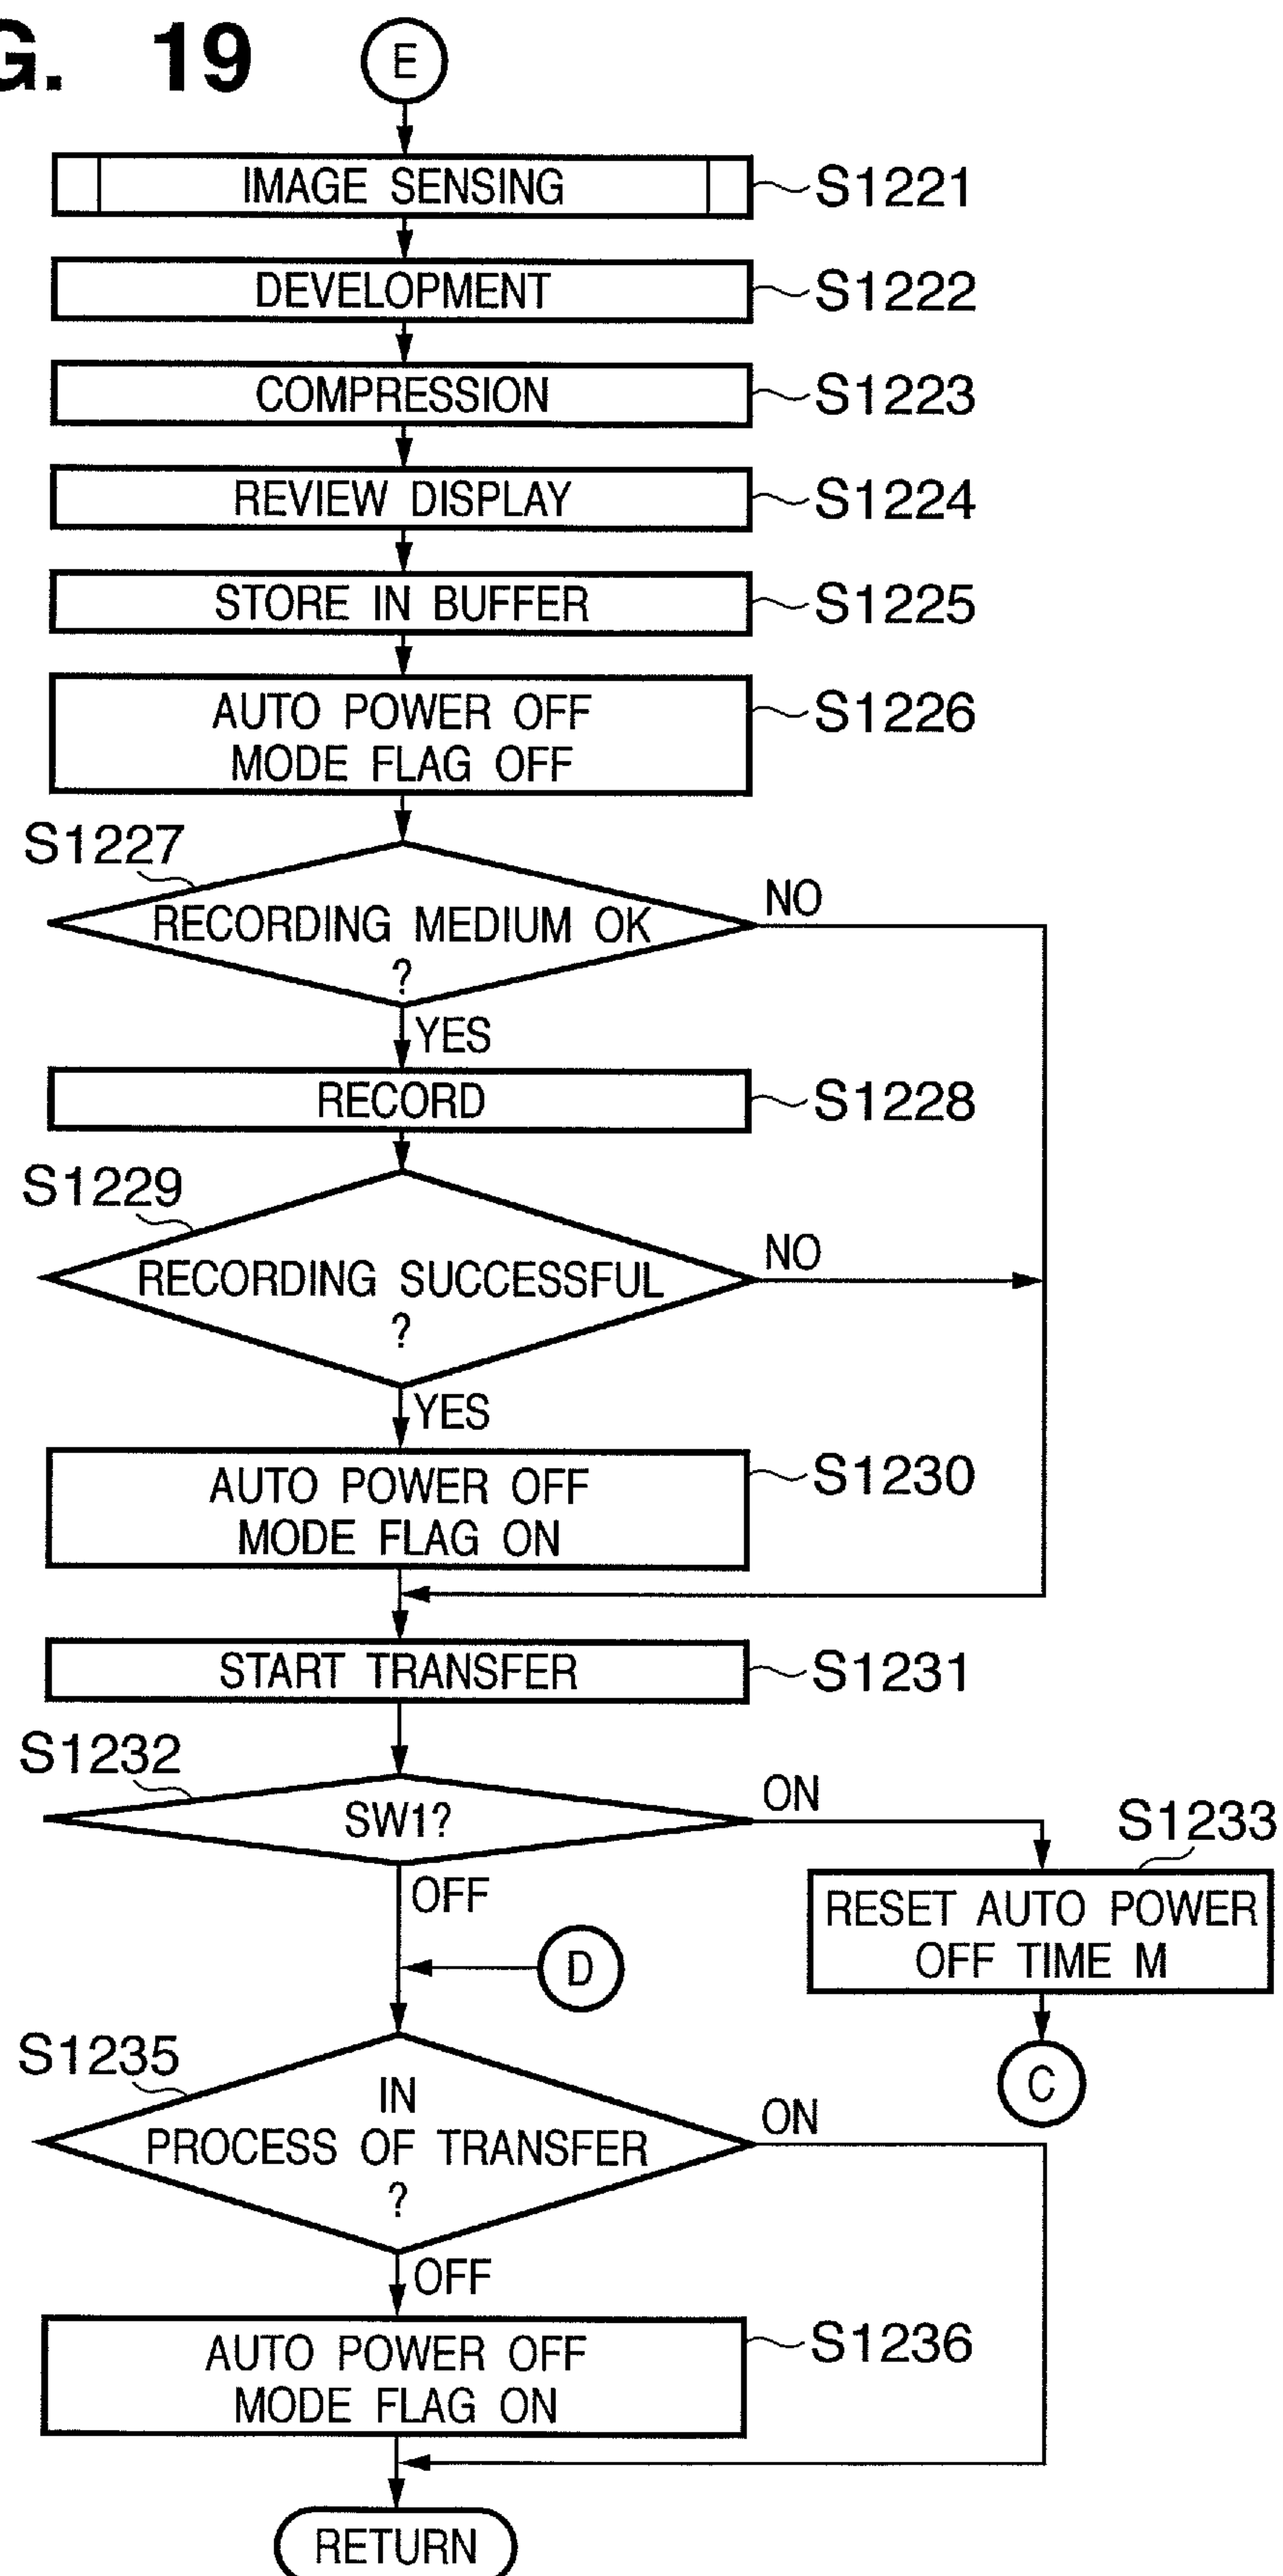 G. 19
E
IMAGE SENSING
S1221
DEVELOPMENT
S1222
COMPRESSION
S1223
REVIEW DISPLAY
S1224
STORE IN BUFFER
S1225
AUTO POWER OFF
MODE FLAG OFF
S1226
S1227
RECORDING MEDIUM OK
?
NO
YES
RECORD
S1228
S1229
RECORDING SUCCESSFUL
?
NO
YES
AUTO POWER OFF
MODE FLAG ON
S1230
START TRANSFER
S1231
S1232
SW1?
ON
OFF
S1233
RESET AUTO POWER
OFF TIME M
D
C
S1235
IN
PROCESS OF TRANSFER
?
ON
OFF
AUTO POWER OFF
MODE FLAG ON
S1236
RETURN